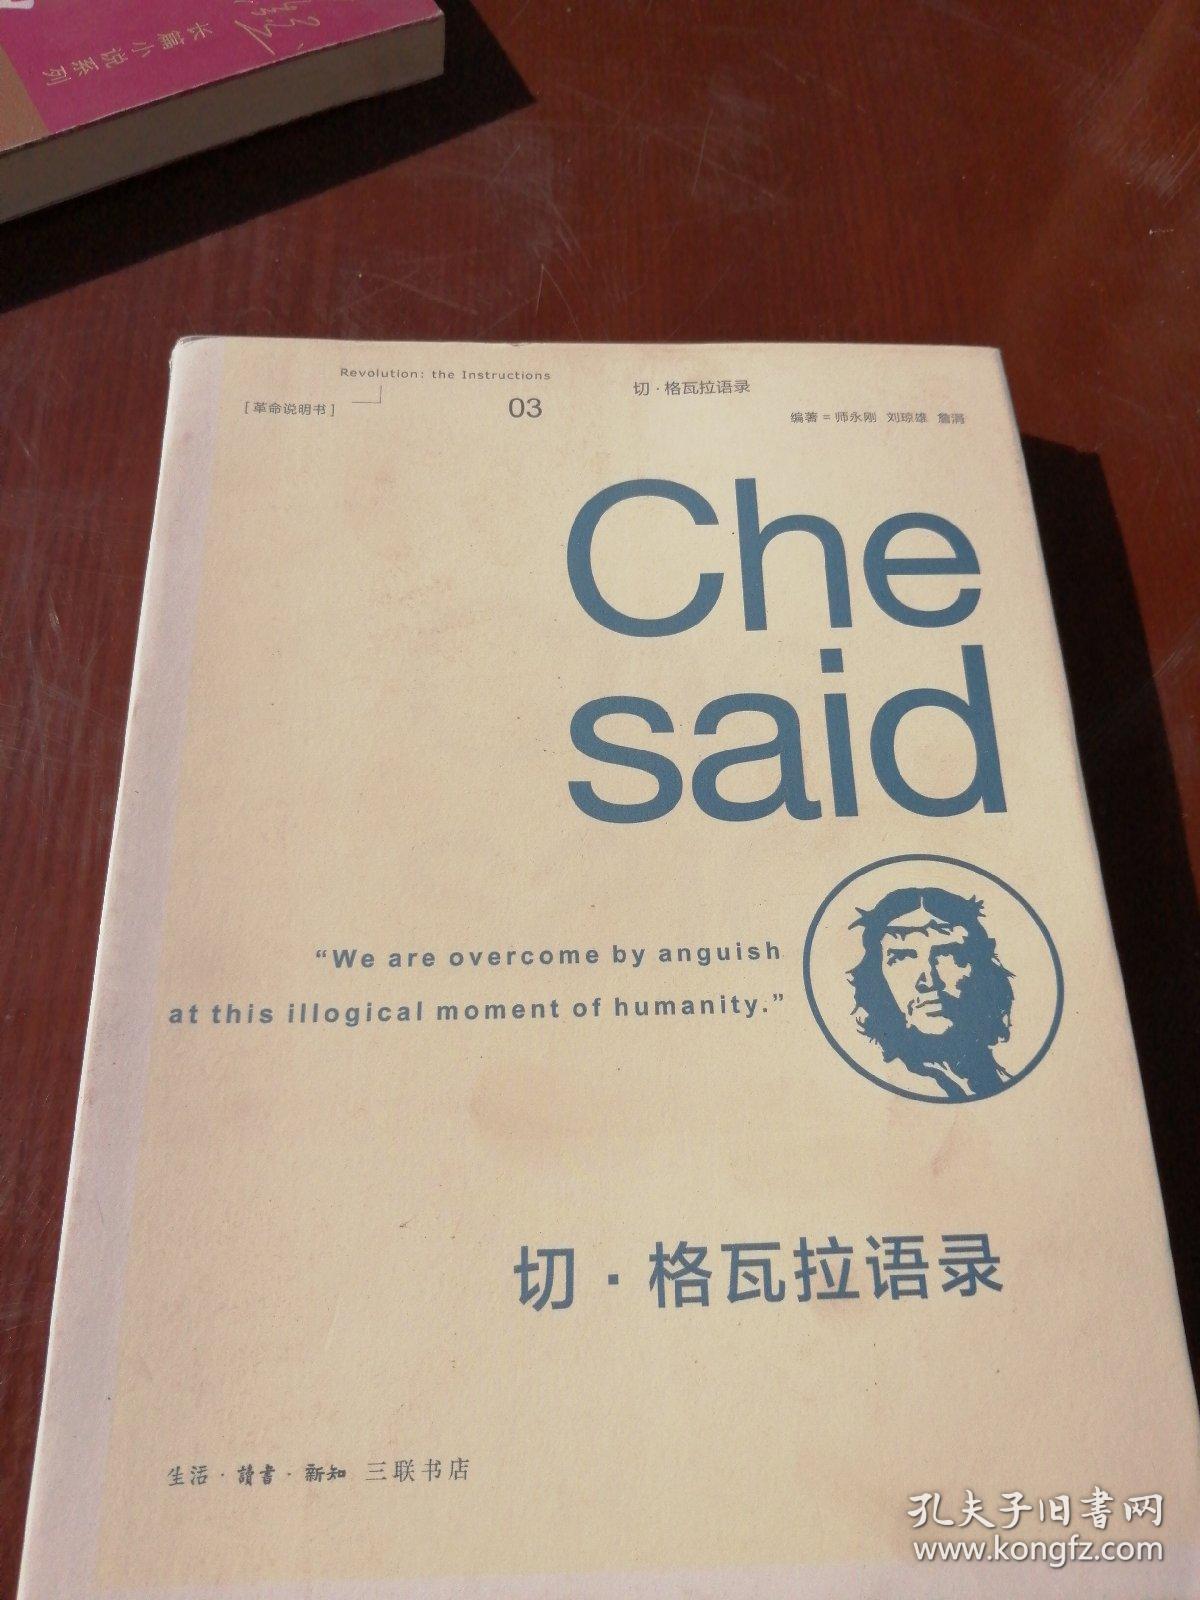 长篇小说系列
Revolution: the Instructions
[革命说明书]
03
切·格瓦拉语录
编著=师永刚 刘琼雄 詹涓
Che
said
“We are overcome by anguish
at this illogical moment of humanity.”
切·格瓦拉语录
生活·讀書·新知 三联书店
孔夫子旧书网
www.kongfz.com